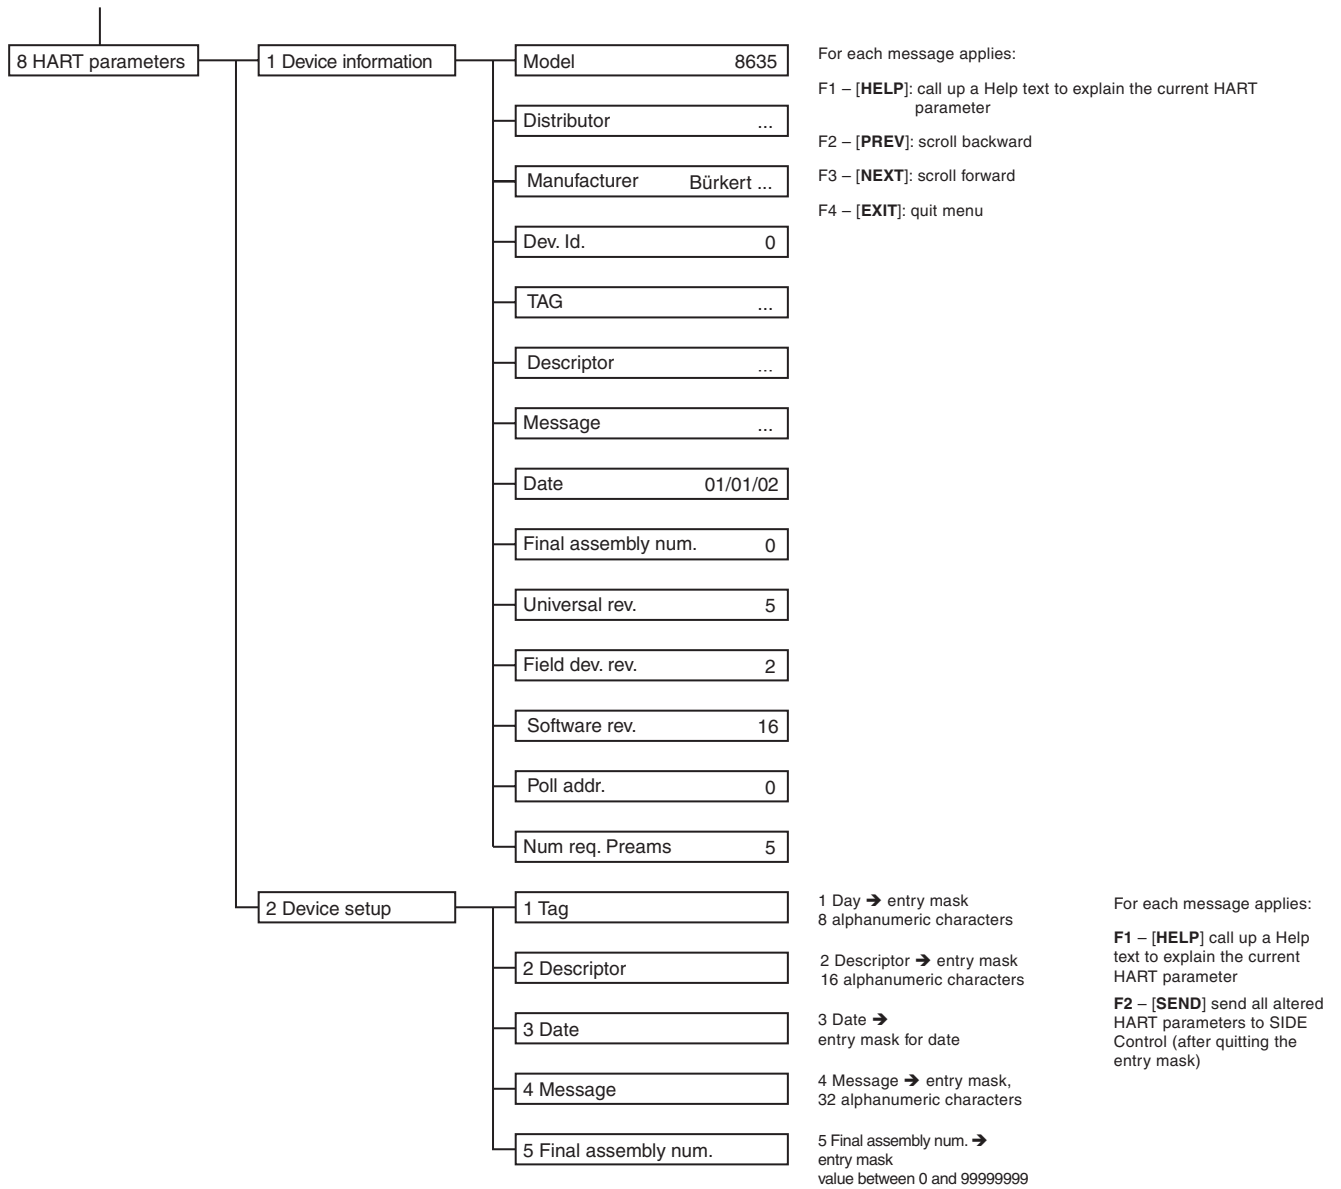 8 HART parameters
1 Device information
Model 8635
Distributor ...
Manufacturer Bürkert ...
Dev. Id. 0
TAG ...
Descriptor ...
Message ...
Date 01/01/02
Final assembly num. 0
Universal rev. 5
Field dev. rev. 2
Software rev. 16
Poll addr. 0
Num req. Preams 5
For each message applies:
F1 – [HELP]: call up a Help text to explain the current HART
parameter
F2 – [PREV]: scroll backward
F3 – [NEXT]: scroll forward
F4 – [EXIT]: quit menu
2 Device setup
1 Tag
2 Descriptor
3 Date
4 Message
5 Final assembly num.
1 Day ➔ entry mask
8 alphanumeric characters
2 Descriptor ➔ entry mask
16 alphanumeric characters
3 Date ➔
entry mask for date
4 Message ➔ entry mask,
32 alphanumeric characters
5 Final assembly num. ➔
entry mask
value between 0 and 99999999
For each message applies:
F1 – [HELP] call up a Help
text to explain the current
HART parameter
F2 – [SEND] send all altered
HART parameters to SIDE
Control (after quitting the
entry mask)